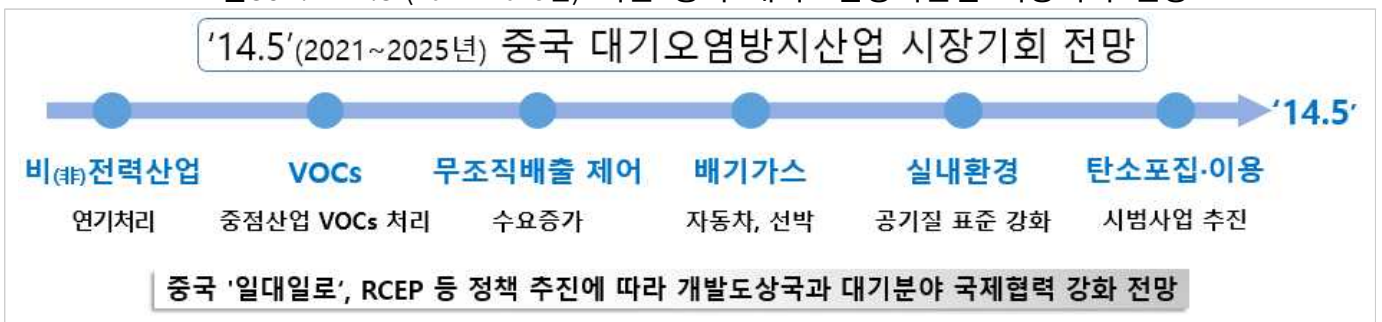 '14.5'(2021~2025년) 중국 대기오염방지산업 시장기회 전망
'14.5'
비(非)전력산업 VOCs 무조직배출 제어 배기가스 실내환경 탄소포집·이용
연기처리 중점산업 VOCs 처리 수요증가 자동차, 선박 공기질 표준 강화 시범사업 추진
중국 '일대일로', RCEP 등 정책 추진에 따라 개발도상국과 대기분야 국제협력 강화 전망